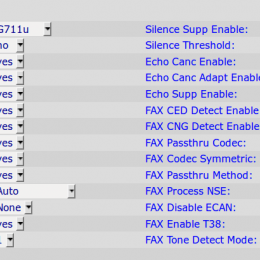 G711u Silence Supp Enable:
no Silence Threshold:
yes Echo Canc Enable:
yes Echo Canc Adapt Enable
yes Echo Supp Enable:
yes FAX CED Detect Enable
yes FAX CNG Detect Enable
yes FAX Passthru Codec:
yes FAX Codec Symmetric:
yes FAX Passthru Method:
Auto FAX Process NSE:
None FAX Disable ECAN:
yes FAX Enable T38:
FAX Tone Detect Mode: